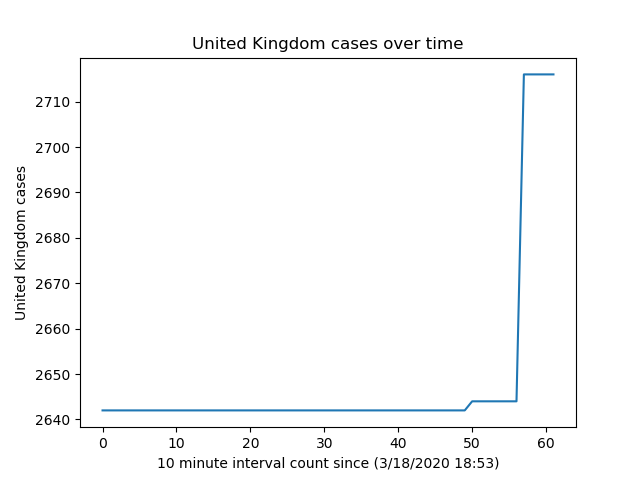 United Kingdom cases over time
2710
2700
2690
2680
2670
2660
2650
2640
United Kingdom cases
0 10 20 30 40 50 60
10 minute interval count since (3/18/2020 18:53)